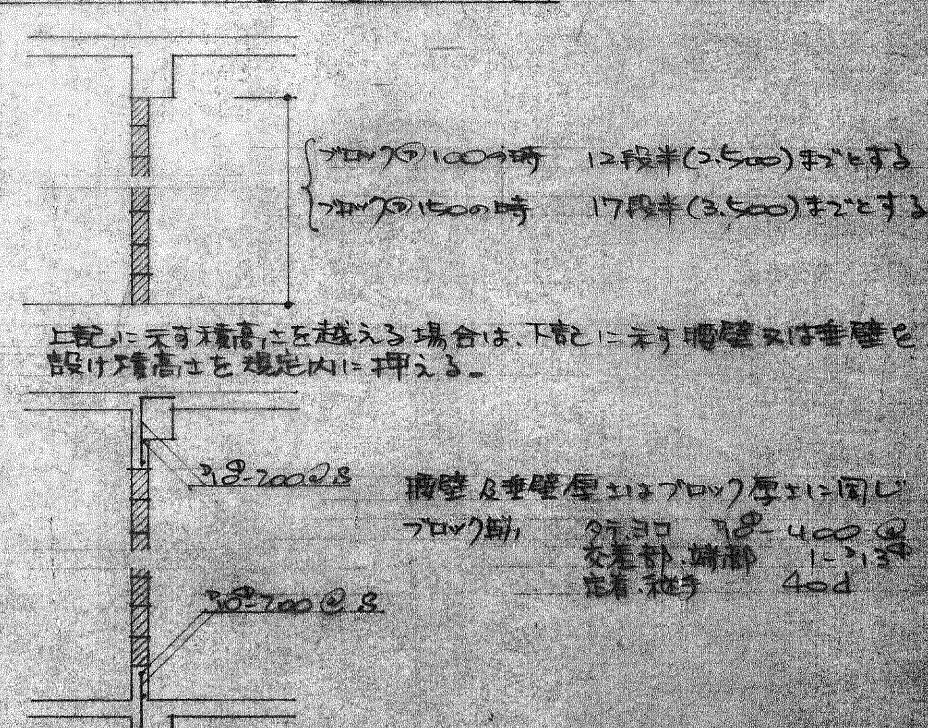 ブロック厚100の時 12段半(2.500)までとする
ブロック厚150の時 17段半(3.500)までとする
上記に示す積高さを越える場合は、下記に示す腰壁又は垂壁を
設け積高さを規定内に押える。
-200@ S
腰壁及垂壁厚さはブロック厚さに同じ
ブロック筋 タテ.ヨコ -400@
交差部.端部 1-
定着.継手 40d
-200@ S